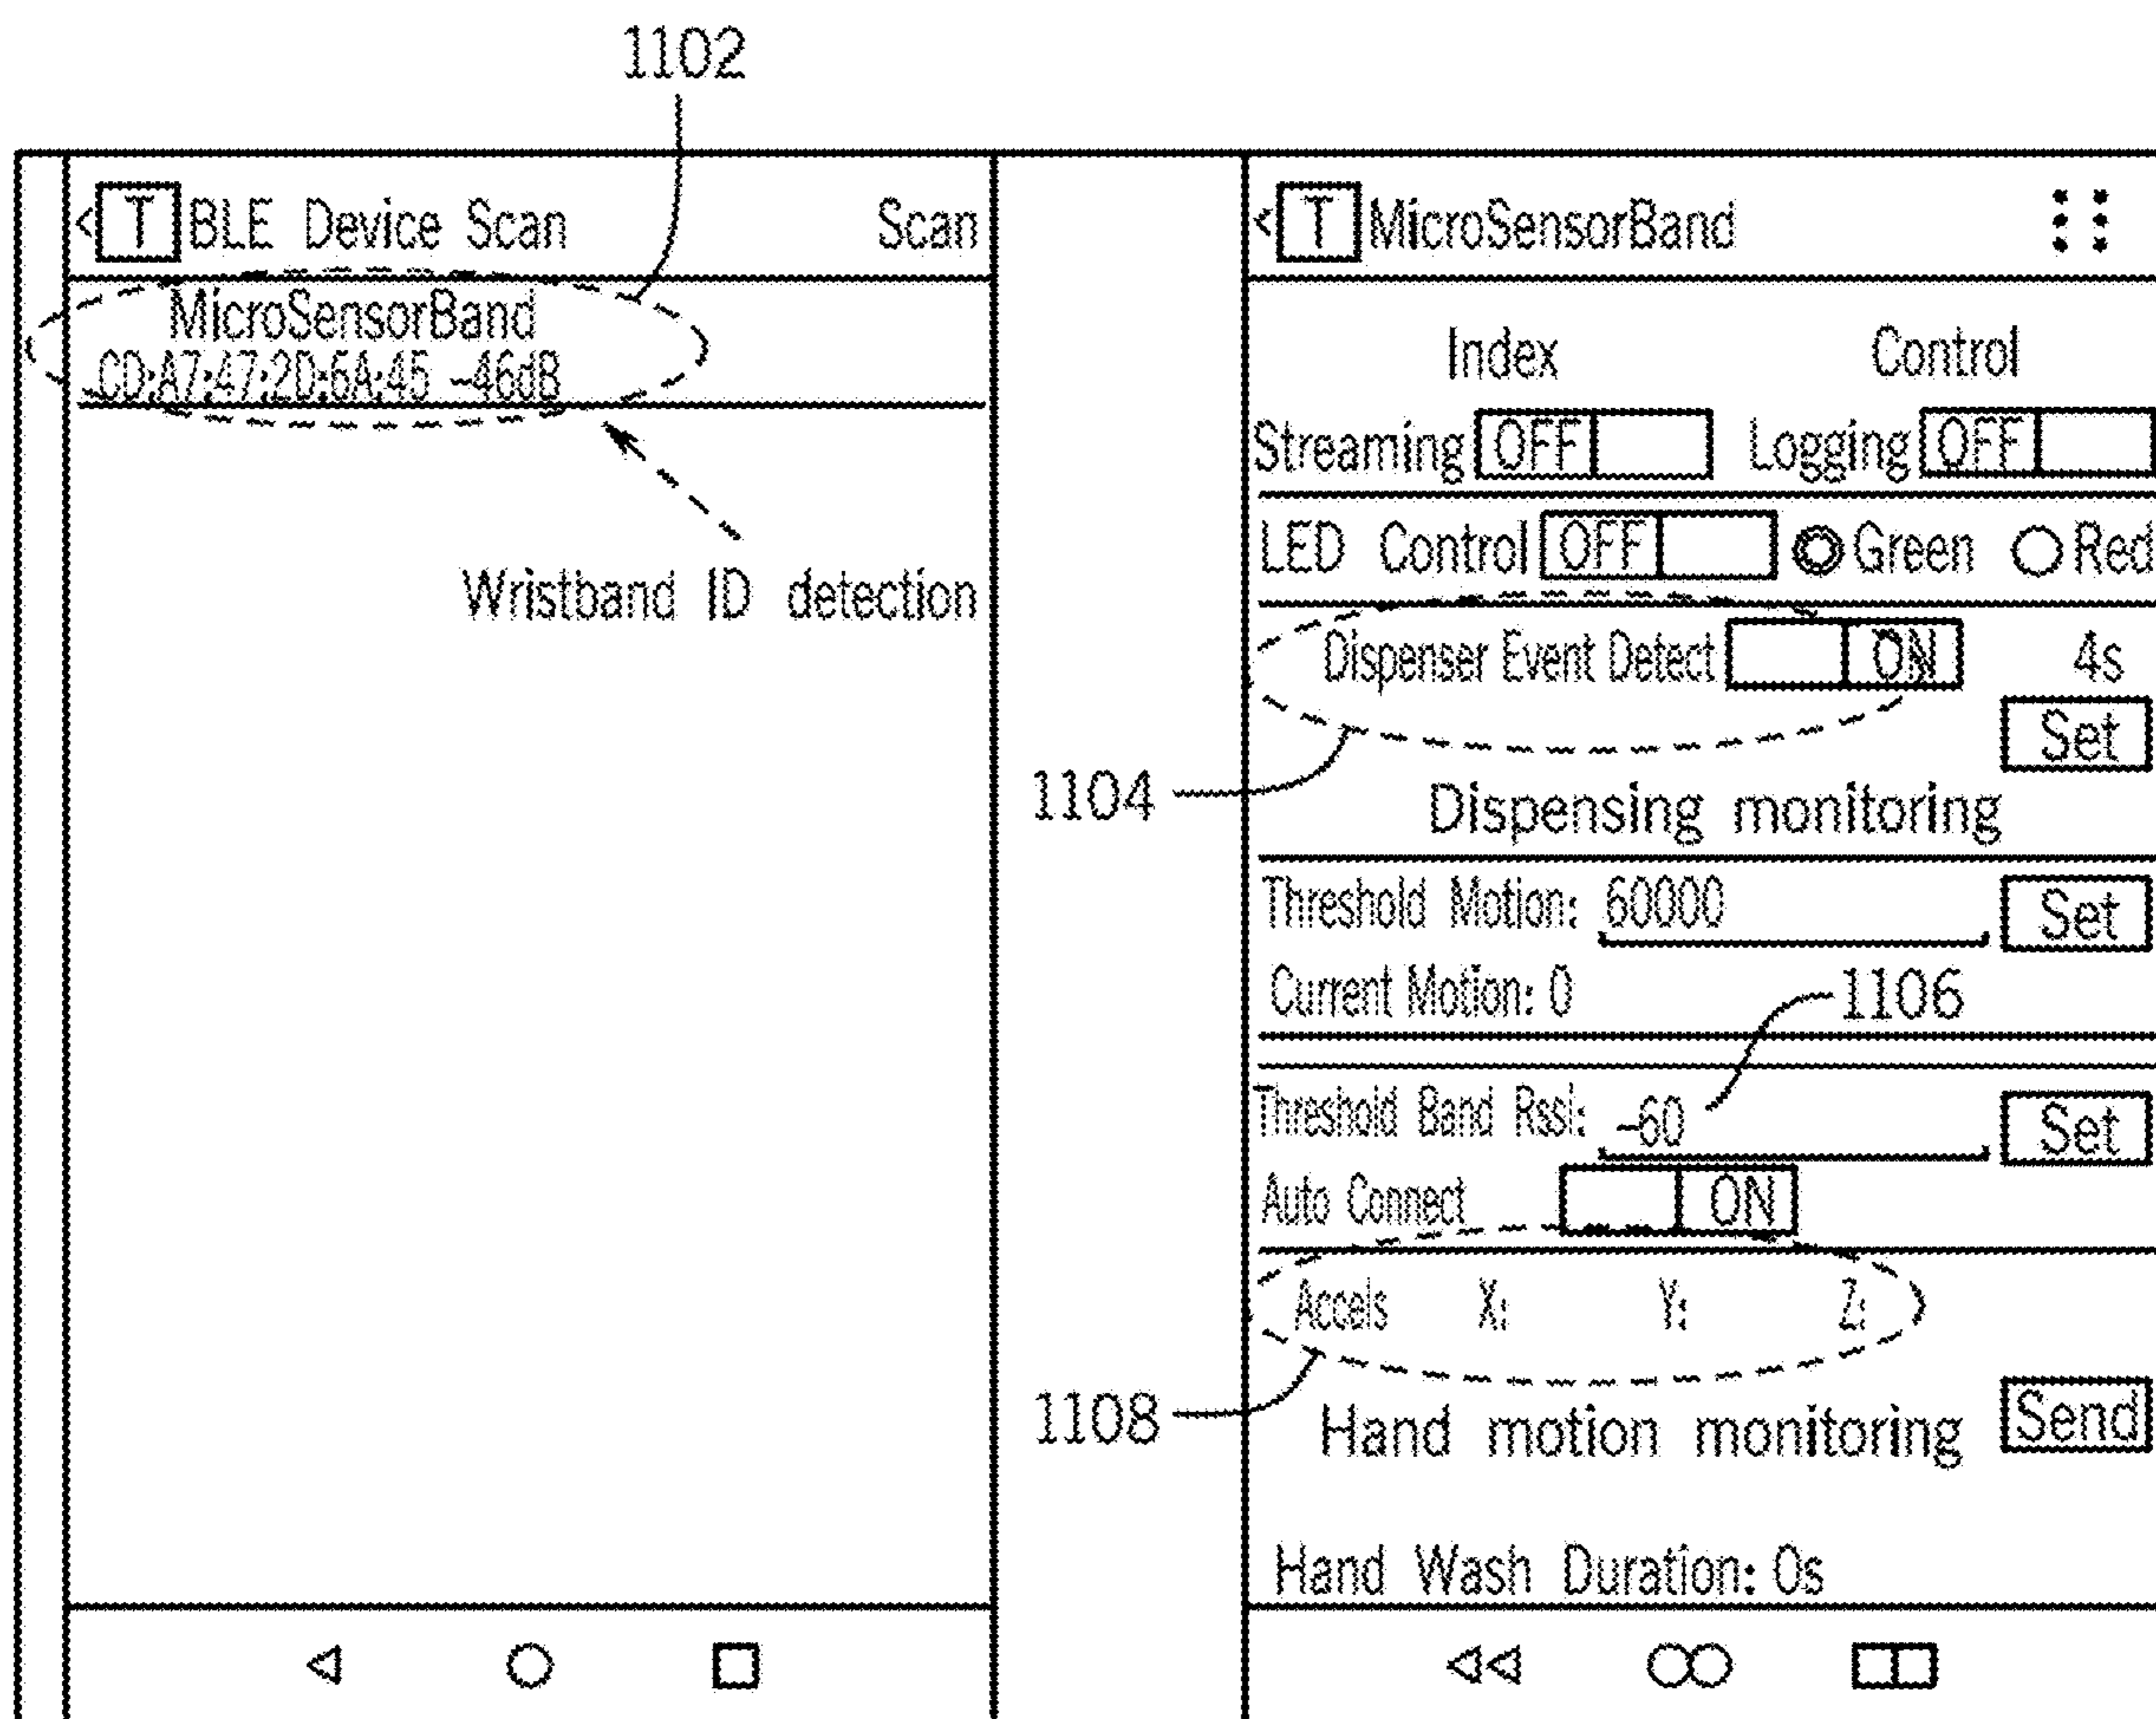 1102
T BLE Device Scan Scan
MicroSensorBand
CD:A7:47:2D:6A:45 -46dB
Wristband ID detection
T MicroSensorBand
Index Control
Streaming OFF Logging OFF
LED Control OFF Green Red
Dispenser Event Detect ON 4s
Set
1104
Dispensing monitoring
Threshold Motion: 60000 Set
Current Motion: 0
1106
Threshold Band RssI: -60 Set
Auto Connect ON
Accels X: Y: Z:
1108
Hand motion monitoring Send
Hand Wash Duration: 0s